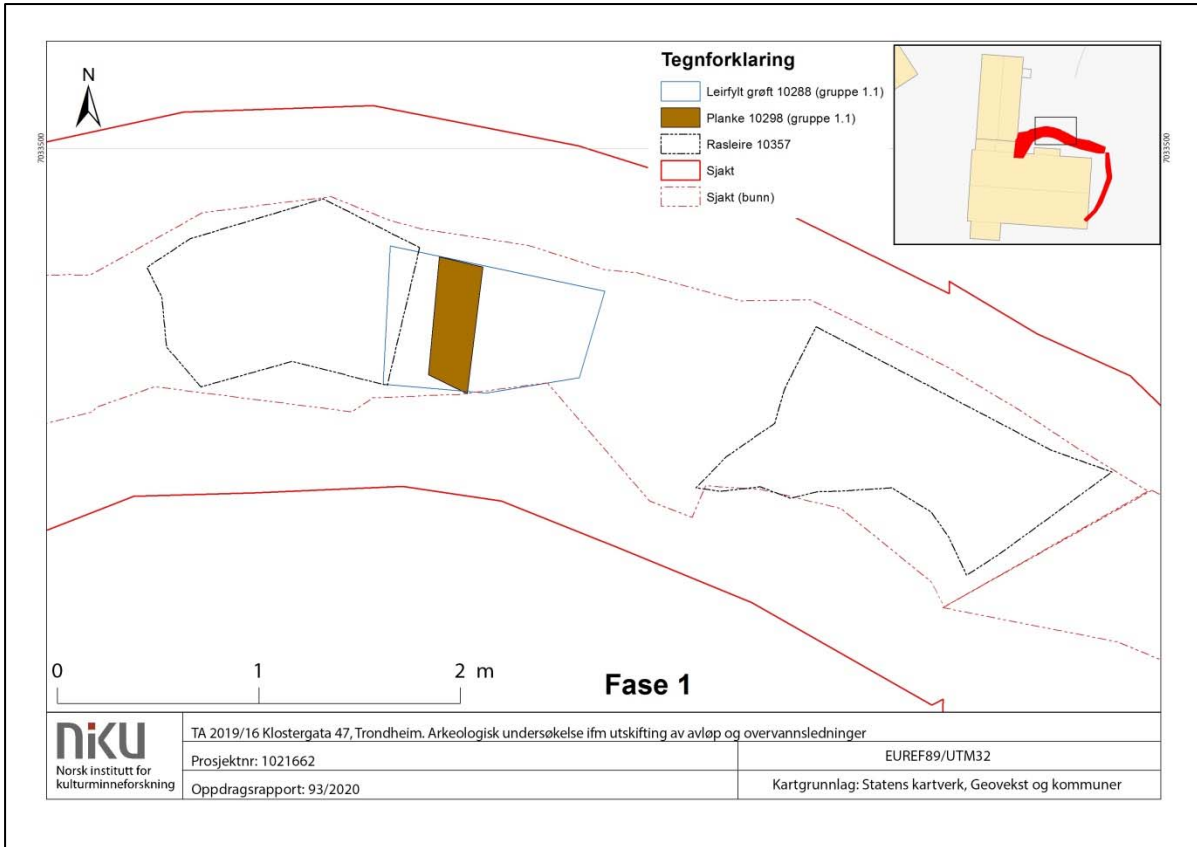 N
Tegnforklaring
Leirfylt grøft 10288 (gruppe 1.1)
Planke 10298 (gruppe 1.1)
Rasleire 10357
Sjakt
Sjakt (bunn)
7033500
7033500
0 1 2 m
Fase 1
niku
Norsk institutt for
kulturminneforskning
TA 2019/16 Klostergata 47, Trondheim. Arkeologisk undersøkelse ifm utskifting av avløp og overvannsledninger
Prosjektnr: 1021662
EUREF89/UTM32
Oppdragsrapport: 93/2020
Kartgrunnlag: Statens kartverk, Geovekst og kommuner